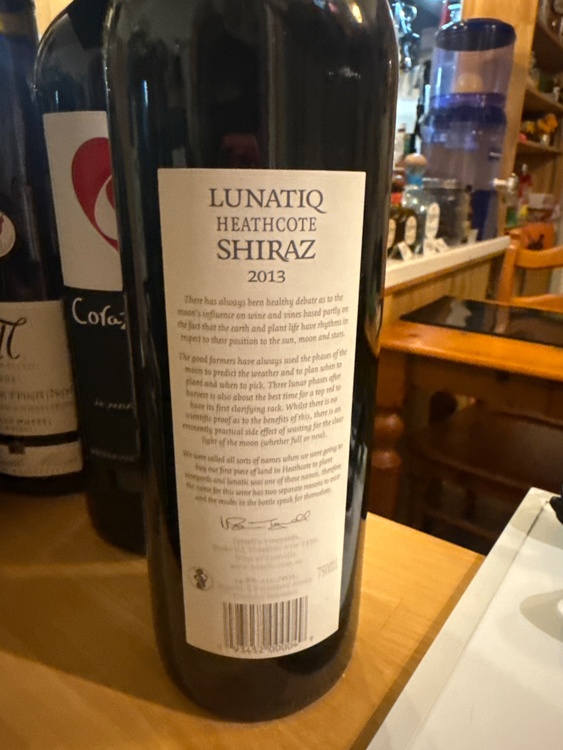 LUNATIQ
HEATHCOTE
SHIRAZ
2013
There has always been healthy debate as to the
moon's influence on wine and vines based partly on
the fact that the earth and plant life have rhythms in
respect to their position to the sun, moon and stars.
The good farmers have always used the phases of the
moon to predict the weather and to plan when to
plant and when to pick. Three lunar phases after
harvest is also about the best time for a top red to
have its first clarifying rack. Whilst there is no
scientific proof as to the benefits of this, there is an
eminently practical side effect of waiting for the clear
light of the moon (whether full or new).
We were called all sorts of names when we were going to
buy our first piece of land in Heathcote to plant
vineyards and lunatic was one of those names, therefore
the name for this wine has two separate reasons to exist
and the results in the bottle speak for themselves.
Coraz